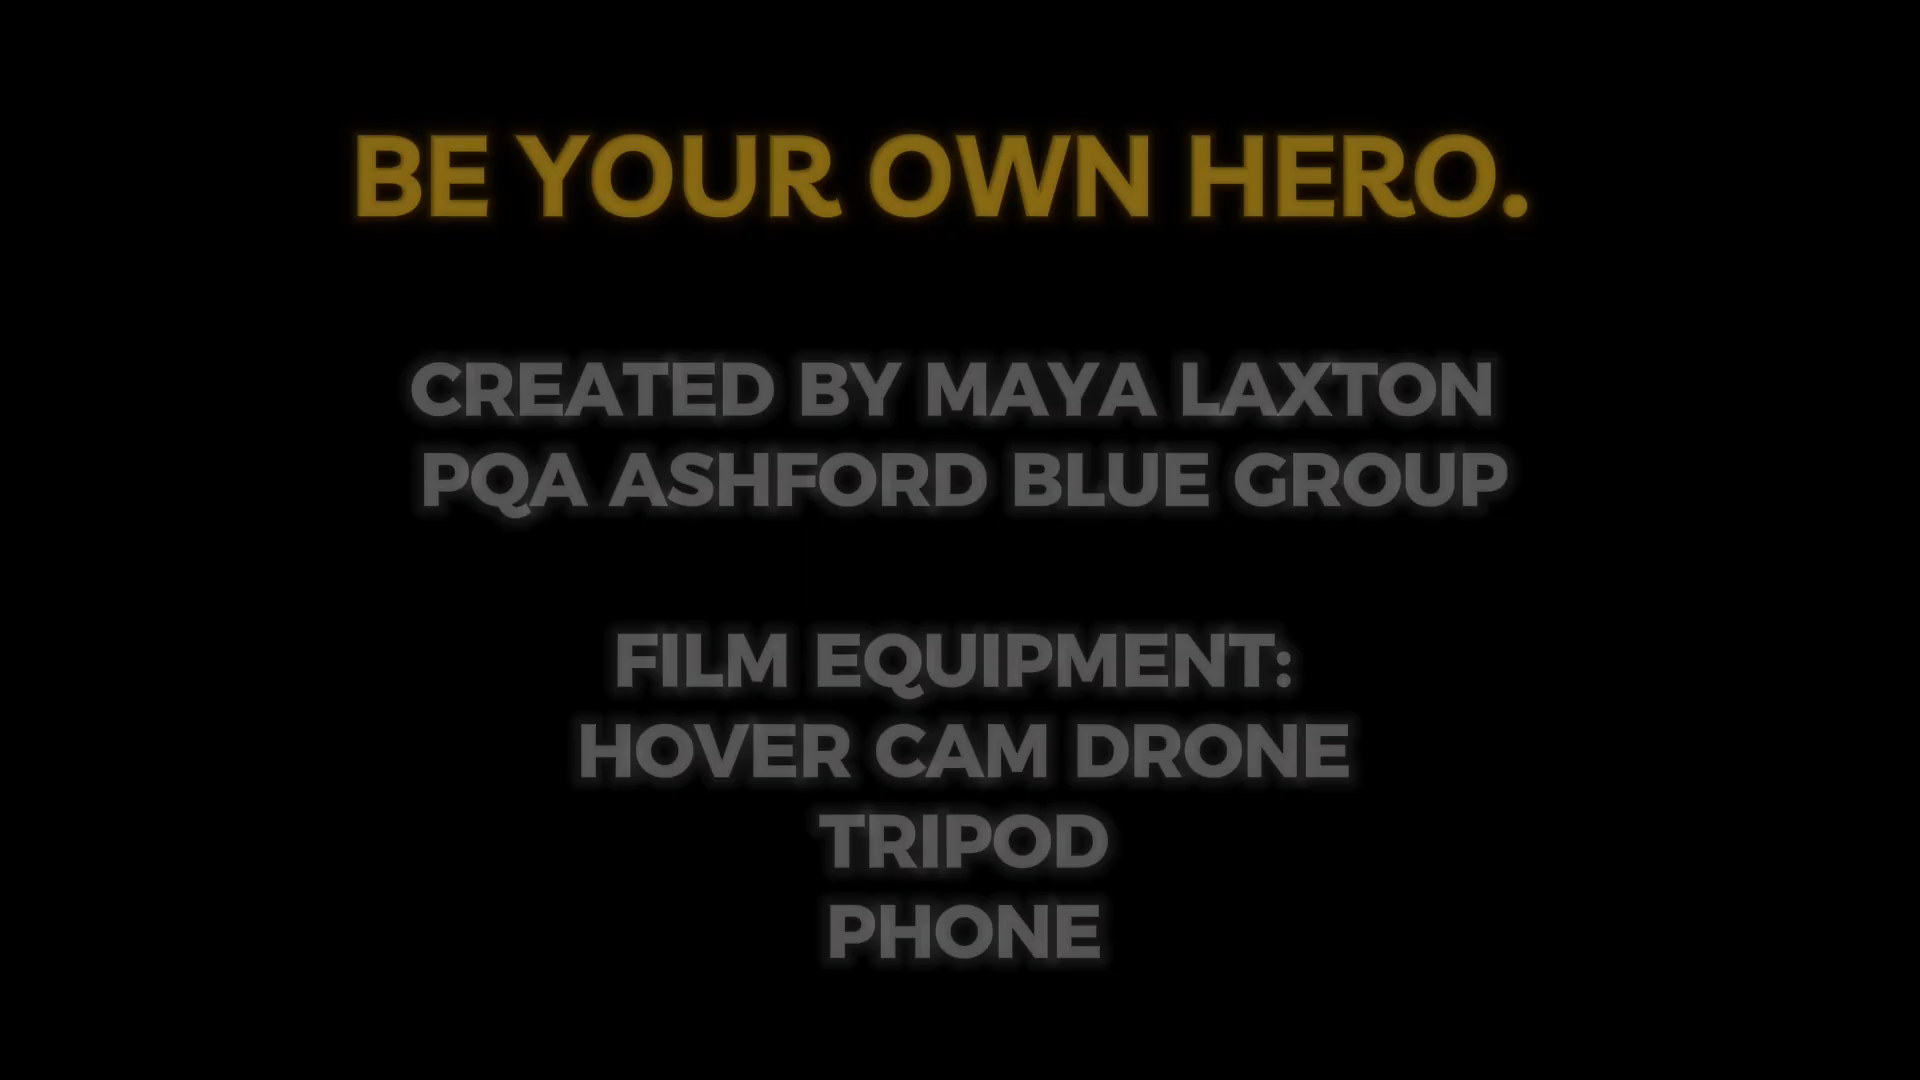 BE YOUR OWN HERO.
CREATED BY MAYA LAXTON
PQA ASHFORD BLUE GROUP
FILM EQUIPMENT:
HOVER CAM DRONE
TRIPOD
PHONE